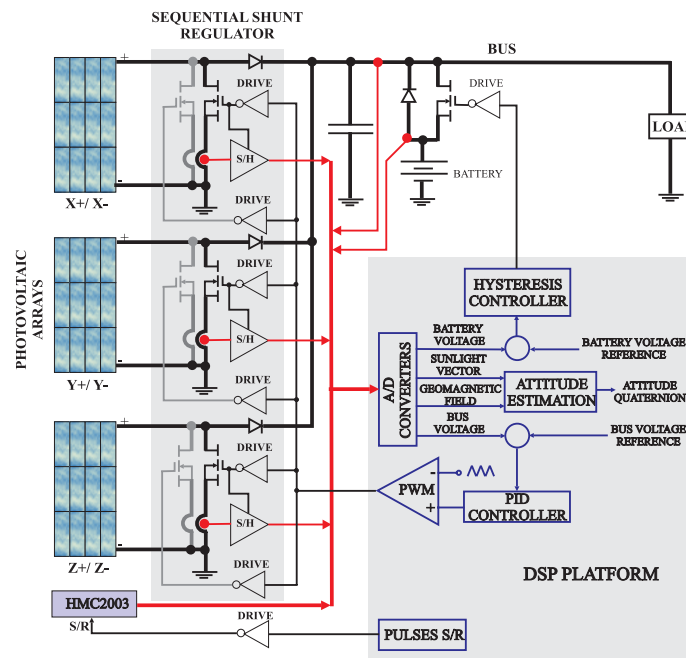 SEQUENTIAL SHUNT
REGULATOR
BUS
+
DRIVE
DRIVE
LOAD
S/H
BATTERY
-
X+/ X-
DRIVE
+
DRIVE
PHOTOVOLTAIC
ARRAYS
S/H
-
Y+/ Y-
DRIVE
HYSTERESIS
CONTROLLER
BATTERY
VOLTAGE
BATTERY VOLTAGE
REFERENCE
A/D
CONVERTERS
SUNLIGHT
VECTOR
GEOMAGNETIC
FIELD
ATTITUDE
ESTIMATION
ATTITUDE
QUATERNION
BUS
VOLTAGE
BUS VOLTAGE
REFERENCE
+
DRIVE
S/H
-
Z+/ Z-
DRIVE
PWM
-
+
PID
CONTROLLER
DSP PLATFORM
HMC2003
S/R
DRIVE
PULSES S/R